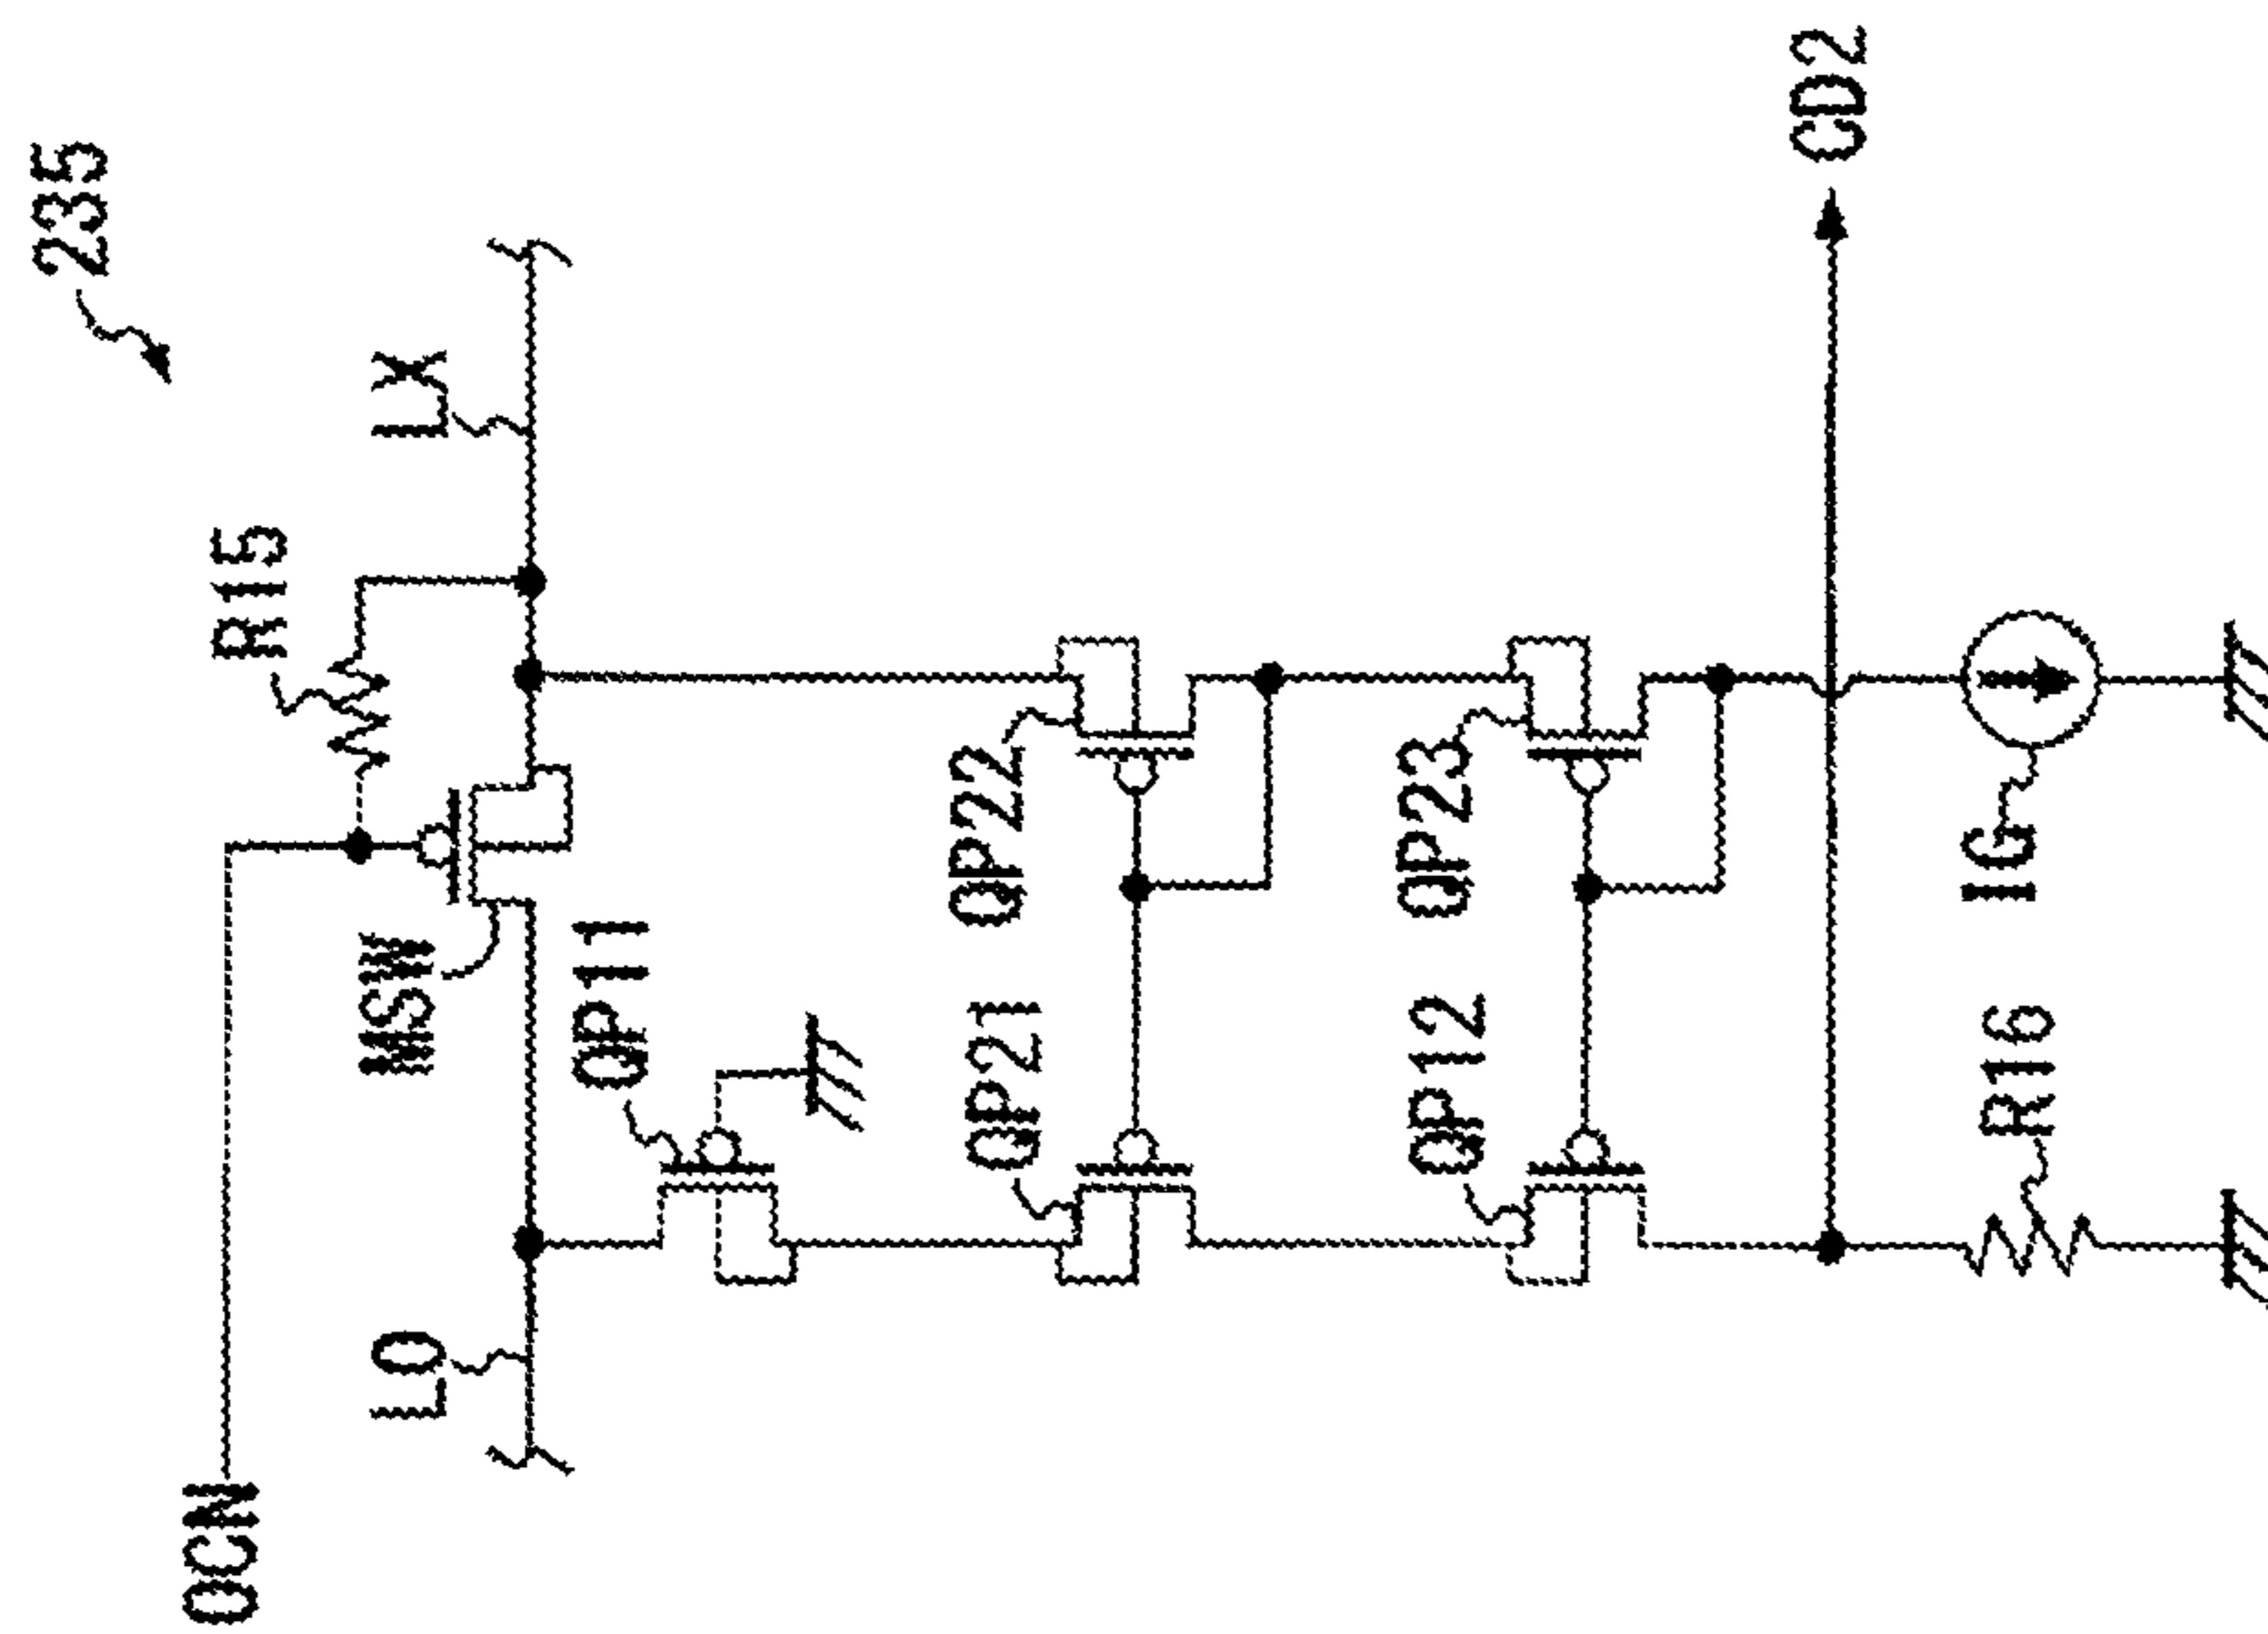 235
OCN
R15
LO
MSW
LX
QP11
QP21
QP22
QP12
QP23
CD2
R16
IG